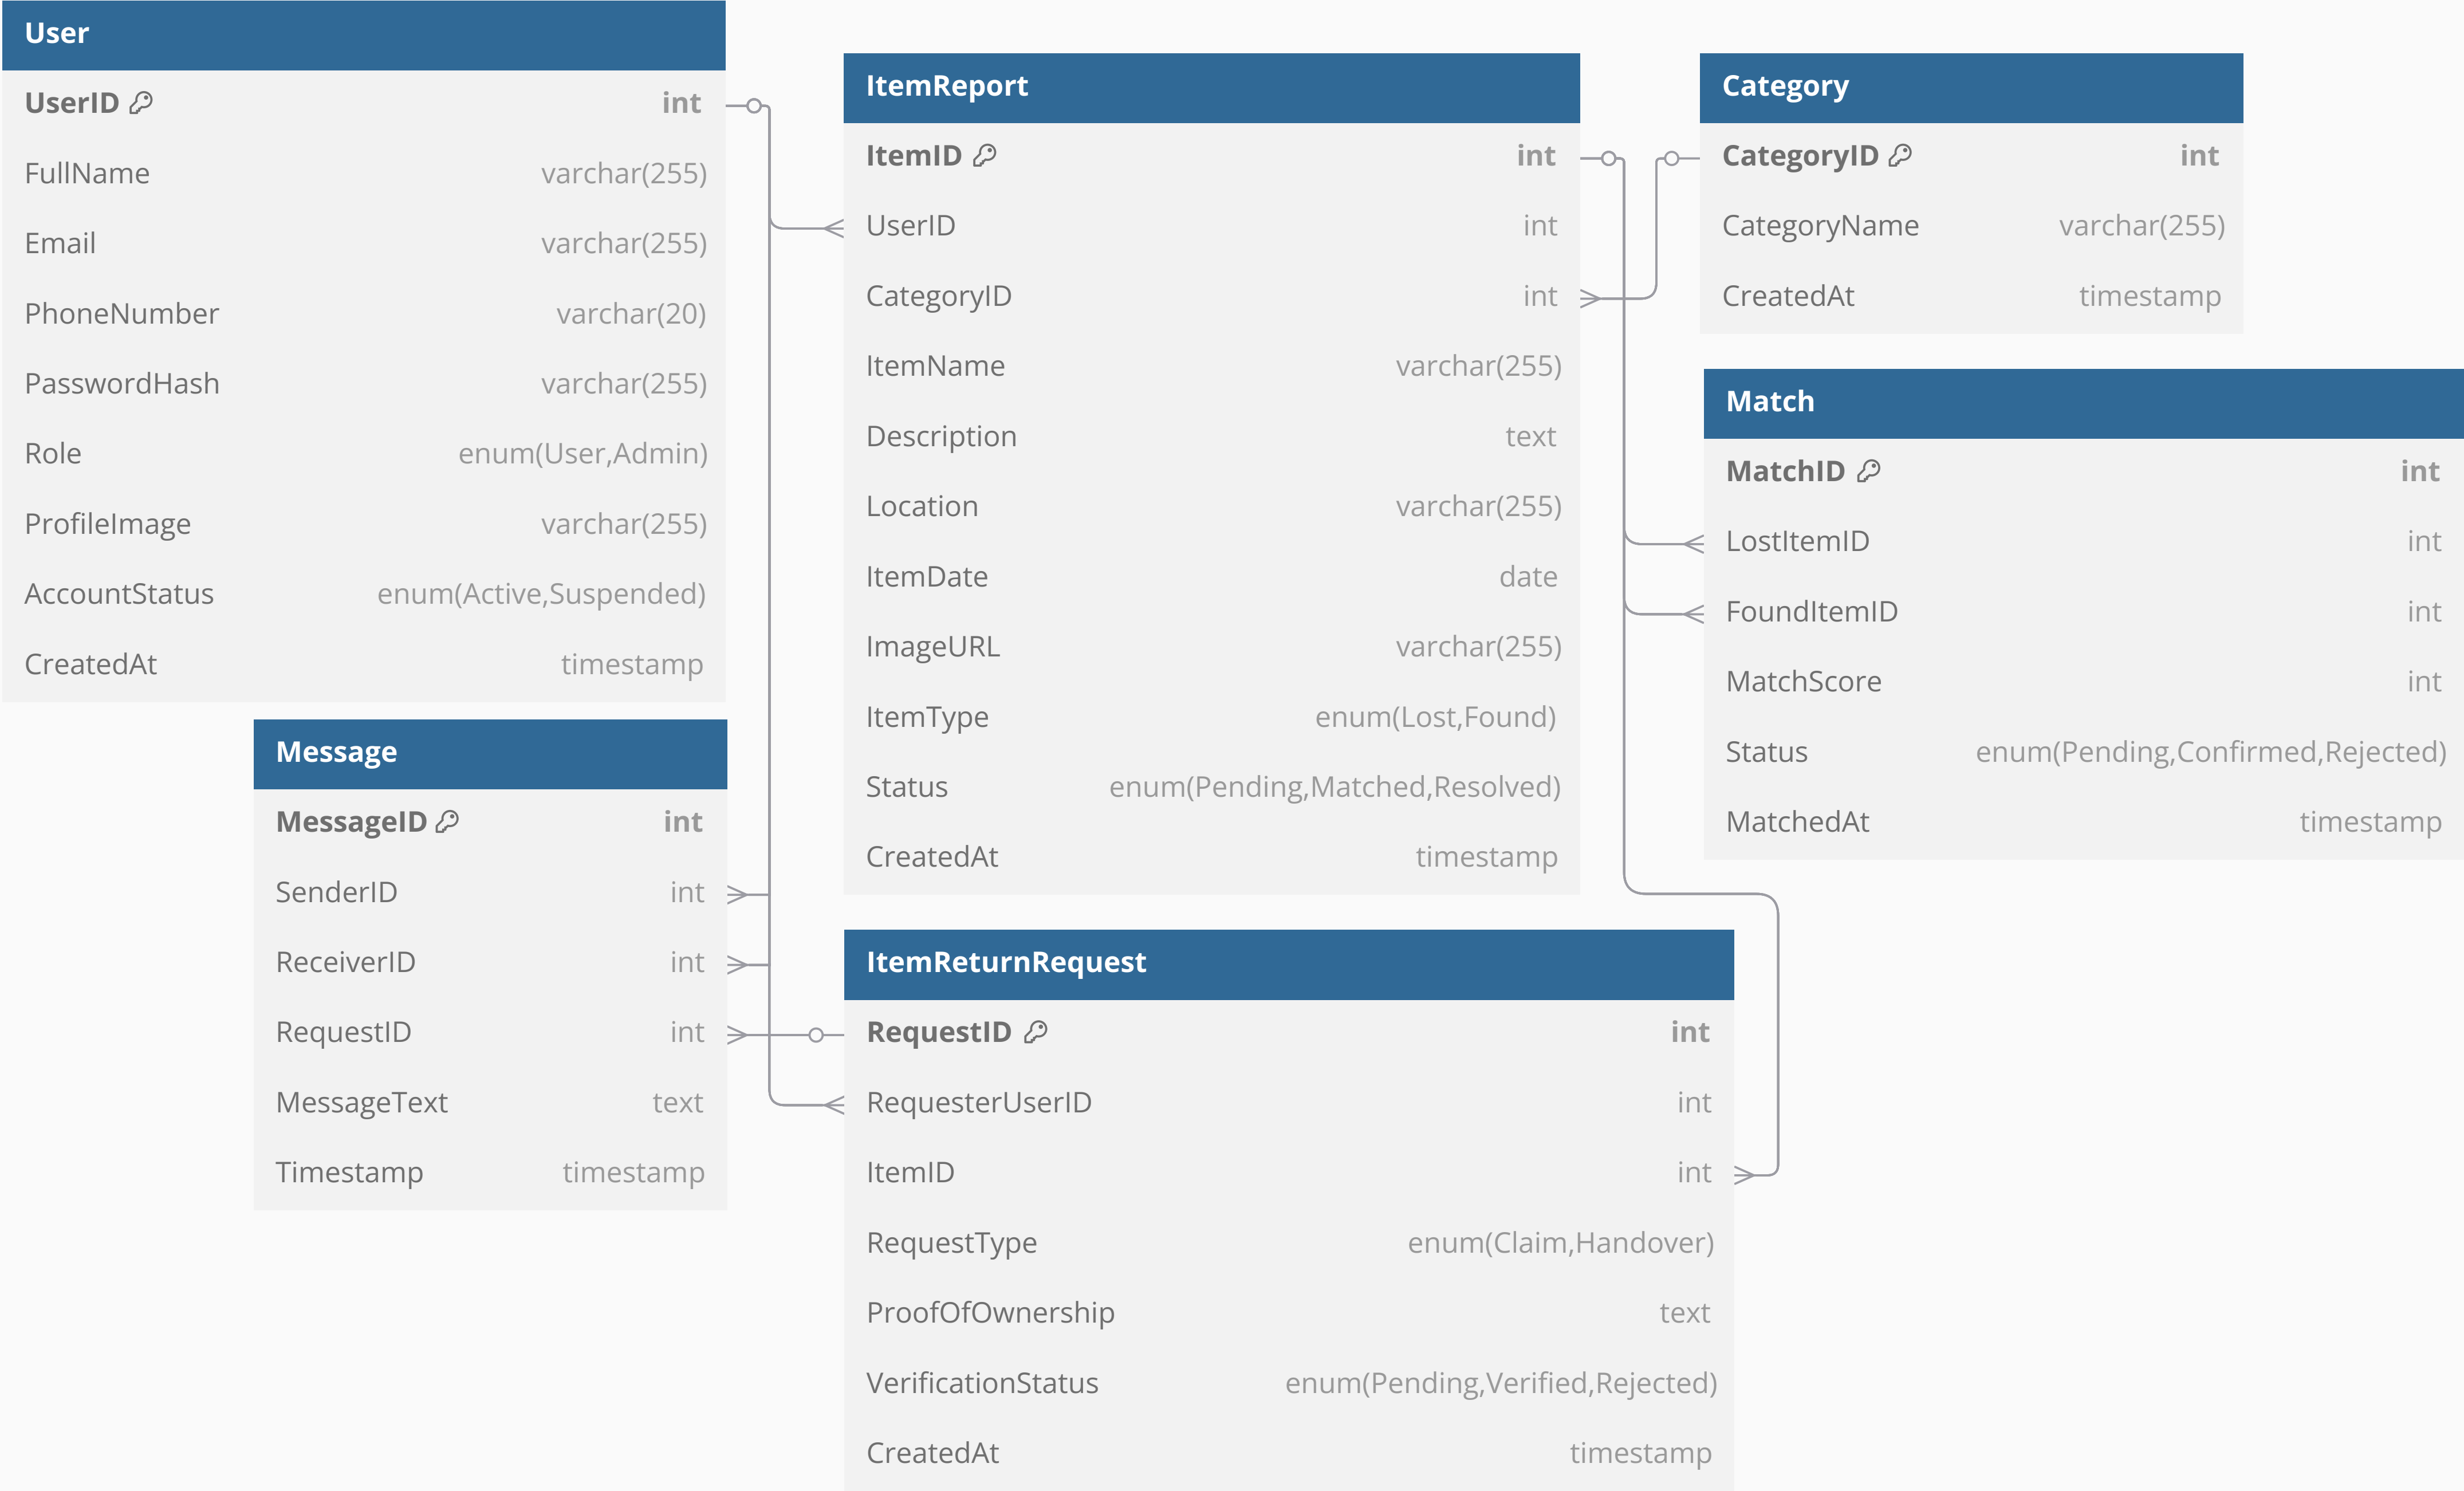 User
UserID int
FullName varchar(255)
Email varchar(255)
PhoneNumber varchar(20)
PasswordHash varchar(255)
Role enum(User,Admin)
ProfileImage varchar(255)
AccountStatus enum(Active,Suspended)
CreatedAt timestamp
Message
MessageID int
SenderID int
ReceiverID int
RequestID int
MessageText text
Timestamp timestamp
ItemReport
ItemID int
UserID int
CategoryID int
ItemName varchar(255)
Description text
Location varchar(255)
ItemDate date
ImageURL varchar(255)
ItemType enum(Lost,Found)
Status enum(Pending,Matched,Resolved)
CreatedAt timestamp
ItemReturnRequest
RequestID int
RequesterUserID int
ItemID int
RequestType enum(Claim,Handover)
ProofOfOwnership text
VerificationStatus enum(Pending,Verified,Rejected)
CreatedAt timestamp
Category
CategoryID int
CategoryName varchar(255)
CreatedAt timestamp
Match
MatchID int
LostItemID int
FoundItemID int
MatchScore int
Status enum(Pending,Confirmed,Rejected)
MatchedAt timestamp